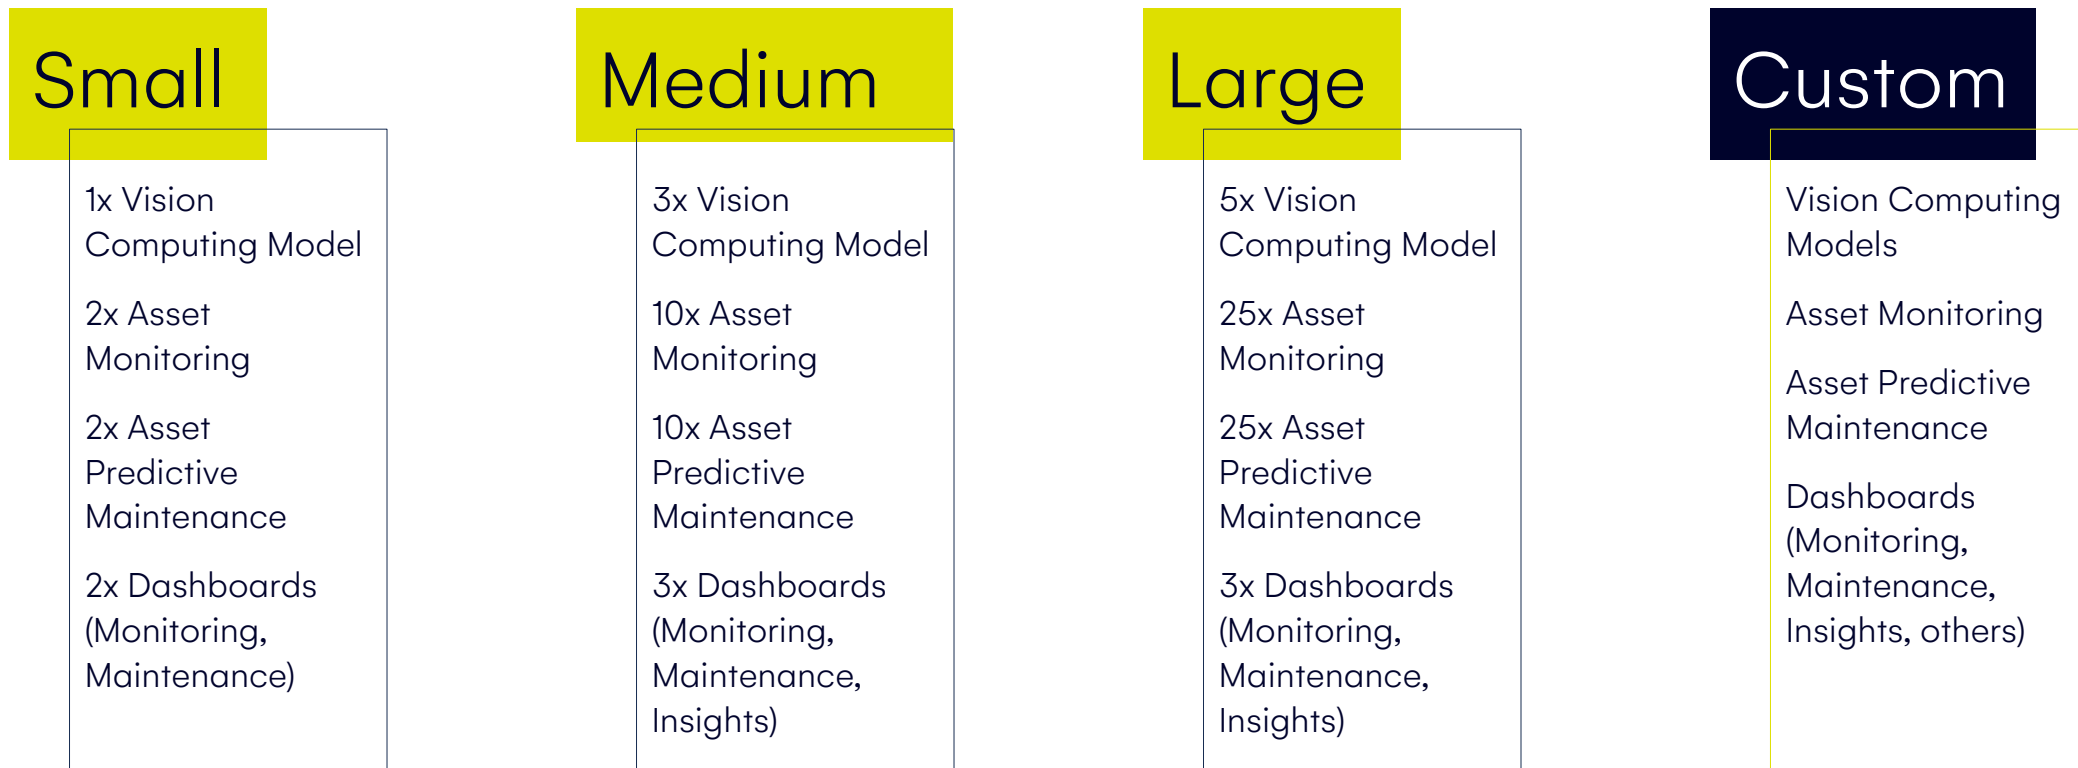 Small
1x Vision
Computing Model
2x Asset
Monitoring
2x Asset
Predictive
Maintenance
2x Dashboards
(Monitoring,
Maintenance)
Medium
3x Vision
Computing Model
10x Asset
Monitoring
10x Asset
Predictive
Maintenance
3x Dashboards
(Monitoring,
Maintenance,
Insights)
Large
5x Vision
Computing Model
25x Asset
Monitoring
25x Asset
Predictive
Maintenance
3x Dashboards
(Monitoring,
Maintenance,
Insights)
Custom
Vision Computing
Models
Asset Monitoring
Asset Predictive
Maintenance
Dashboards
(Monitoring,
Maintenance,
Insights, others)